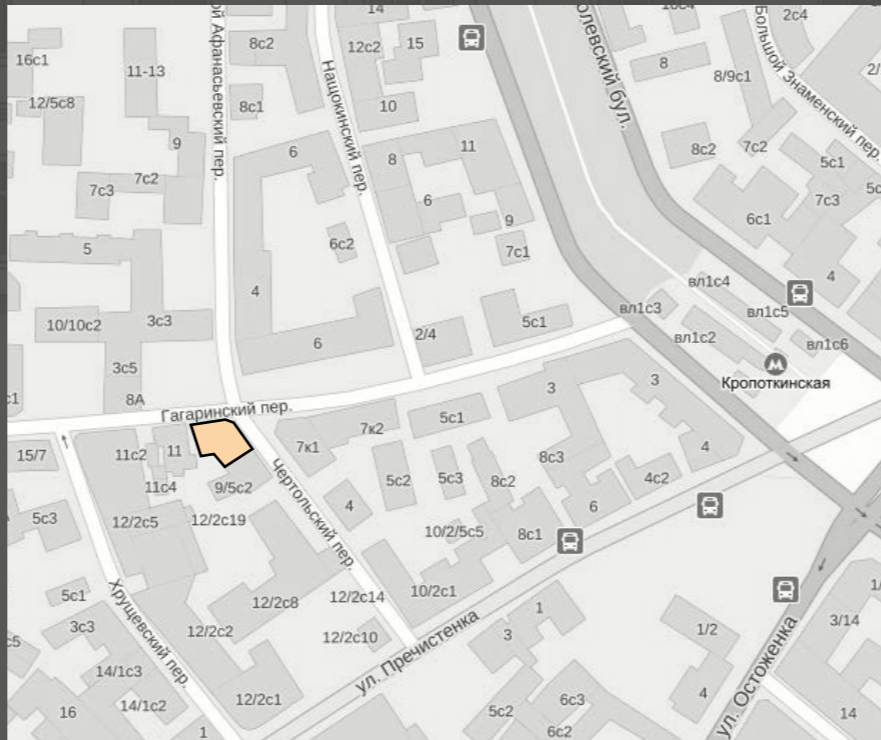 14
2с4
16с1
8с2
12с2
15
11-13
8
8/9с1
Большой Знаменский пер.
12/5с8
8с1
10
ой Афанасьевский пер.
Нащокинский пер.
олевский бул.
9
6
8
11
8с2
7с2
5с1
7с3
7с2
6
9
6с1
7с3
5
6с2
7с1
4
4
вл1с4
10/10с2
3с3
вл1с3
вл1с5
5с1
2/4
вл1с2
вл1с6
6
3с5
Кропоткинская
3
3
8А
Гагаринский пер.
7к1
7к2
5с1
4
15/7
11с2
11
8с3
11с4
9/5с2
5с2
5с3
8с2
4с2
Чертольский пер.
4
6
5с3
12/2с5
12/2с19
10/2/5с5
8с1
5с1
12/2с8
12/2с14
10/2с1
3с3
Хрущевский пер.
12/2с2
12/2с10
ул. Пречистенка
3
1
1/2
3/14
14/1с3
16
14/1с2
12/2с1
5с2
6с3
4
ул. Остоженка
14
1
6с2